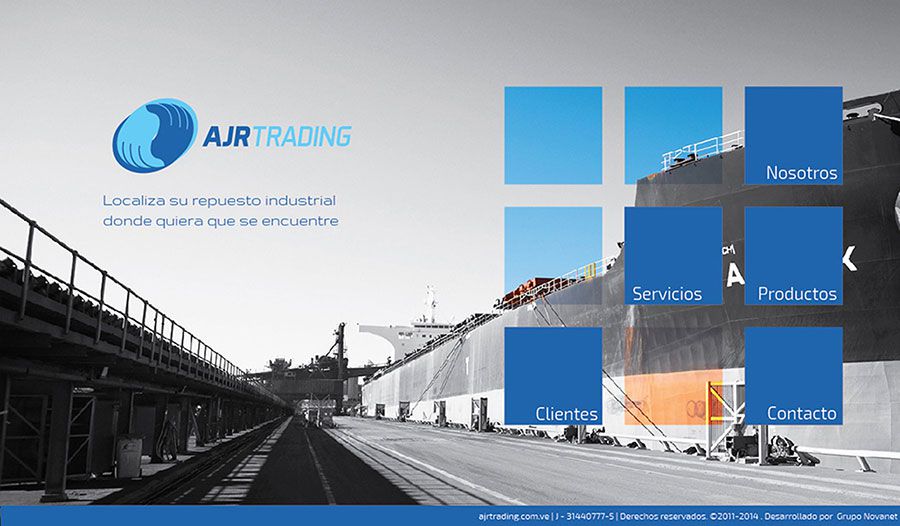 AJRTRADING
Localiza su repuesto industrial
donde quiera que se encuentre
Nosotros
Servicios
Productos
Clientes
Contacto
ajrtrading.com.ve | J - 31440777-5 | Derechos reservados. ©2011-2014 . Desarrollado por Grupo Novanet